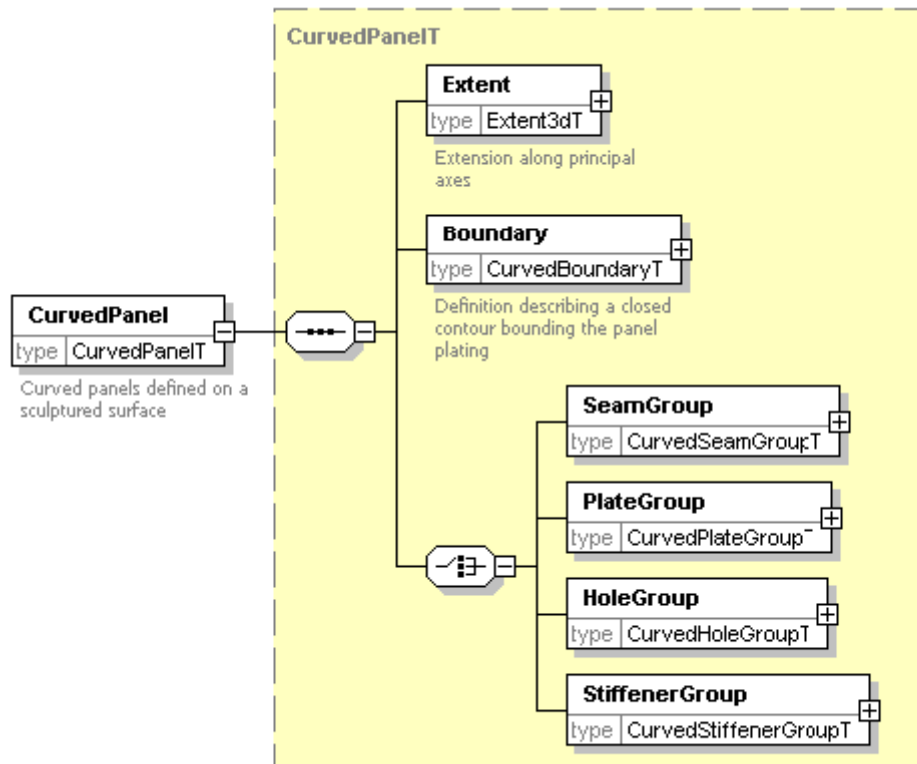 CurvedPanelT
Extent
type Extent3dT
Extension along principal
axes
Boundary
type CurvedBoundaryT
Definition describing a closed
contour bounding the panel
plating
CurvedPanel
type CurvedPanelT
Curved panels defined on a
sculptured surface
SeamGroup
type CurvedSeamGroupT
PlateGroup
type CurvedPlateGroupT
HoleGroup
type CurvedHoleGroupT
StiffenerGroup
type CurvedStiffenerGroupT